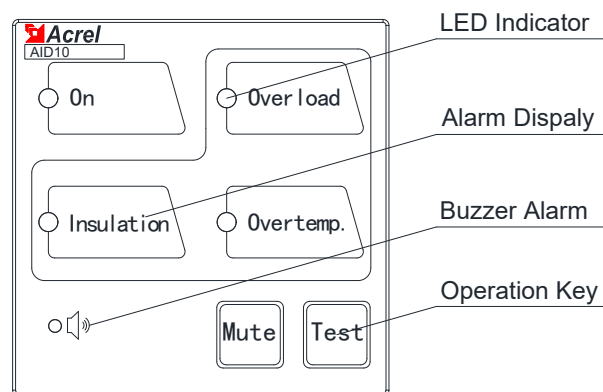 Acrel
AID10
LED Indicator
On
Overload
Alarm Dispaly
Insulation
Overtemp.
Buzzer Alarm
Operation Key
Mute
Test